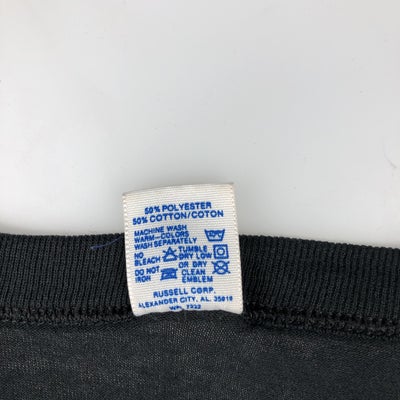 50% POLYESTER
50% COTTON/COTON
MACHINE WASH
WARM-COLORS
WASH SEPARATELY
NO TUMBLE
BLEACH DRY LOW
DO NOT OR DRY
IRON CLEAN
EMBLEM
RUSSELL CORP.
ALEXANDER CITY, AL. 35010